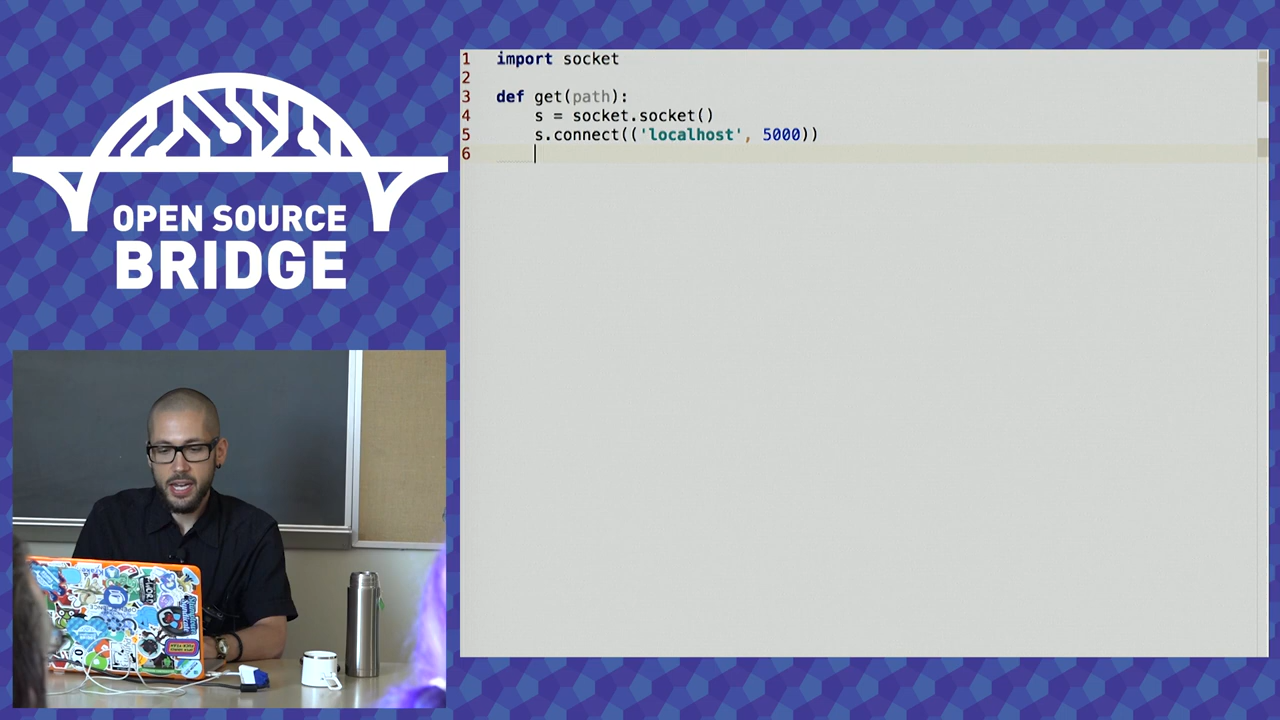 OPEN SOURCE
BRIDGE
1 import socket
2
3 def get(path):
4 s = socket.socket()
5 s.connect(('localhost', 5000))
6